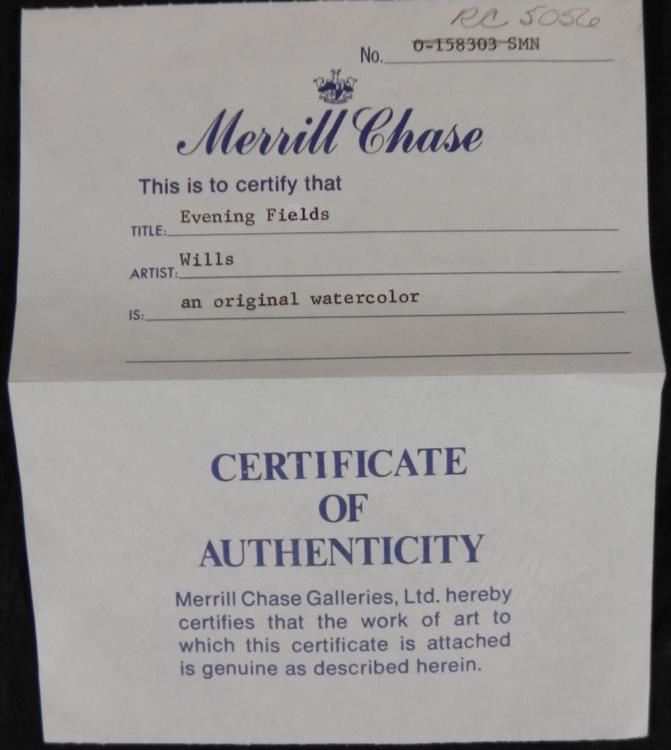 RC 5056
No. O-158303 SMN
Merrill Chase
This is to certify that
TITLE: Evening Fields
ARTIST: Wills
IS: an original watercolor
CERTIFICATE
OF
AUTHENTICITY
Merrill Chase Galleries, Ltd. hereby
certifies that the work of art to
which this certificate is attached
is genuine as described herein.